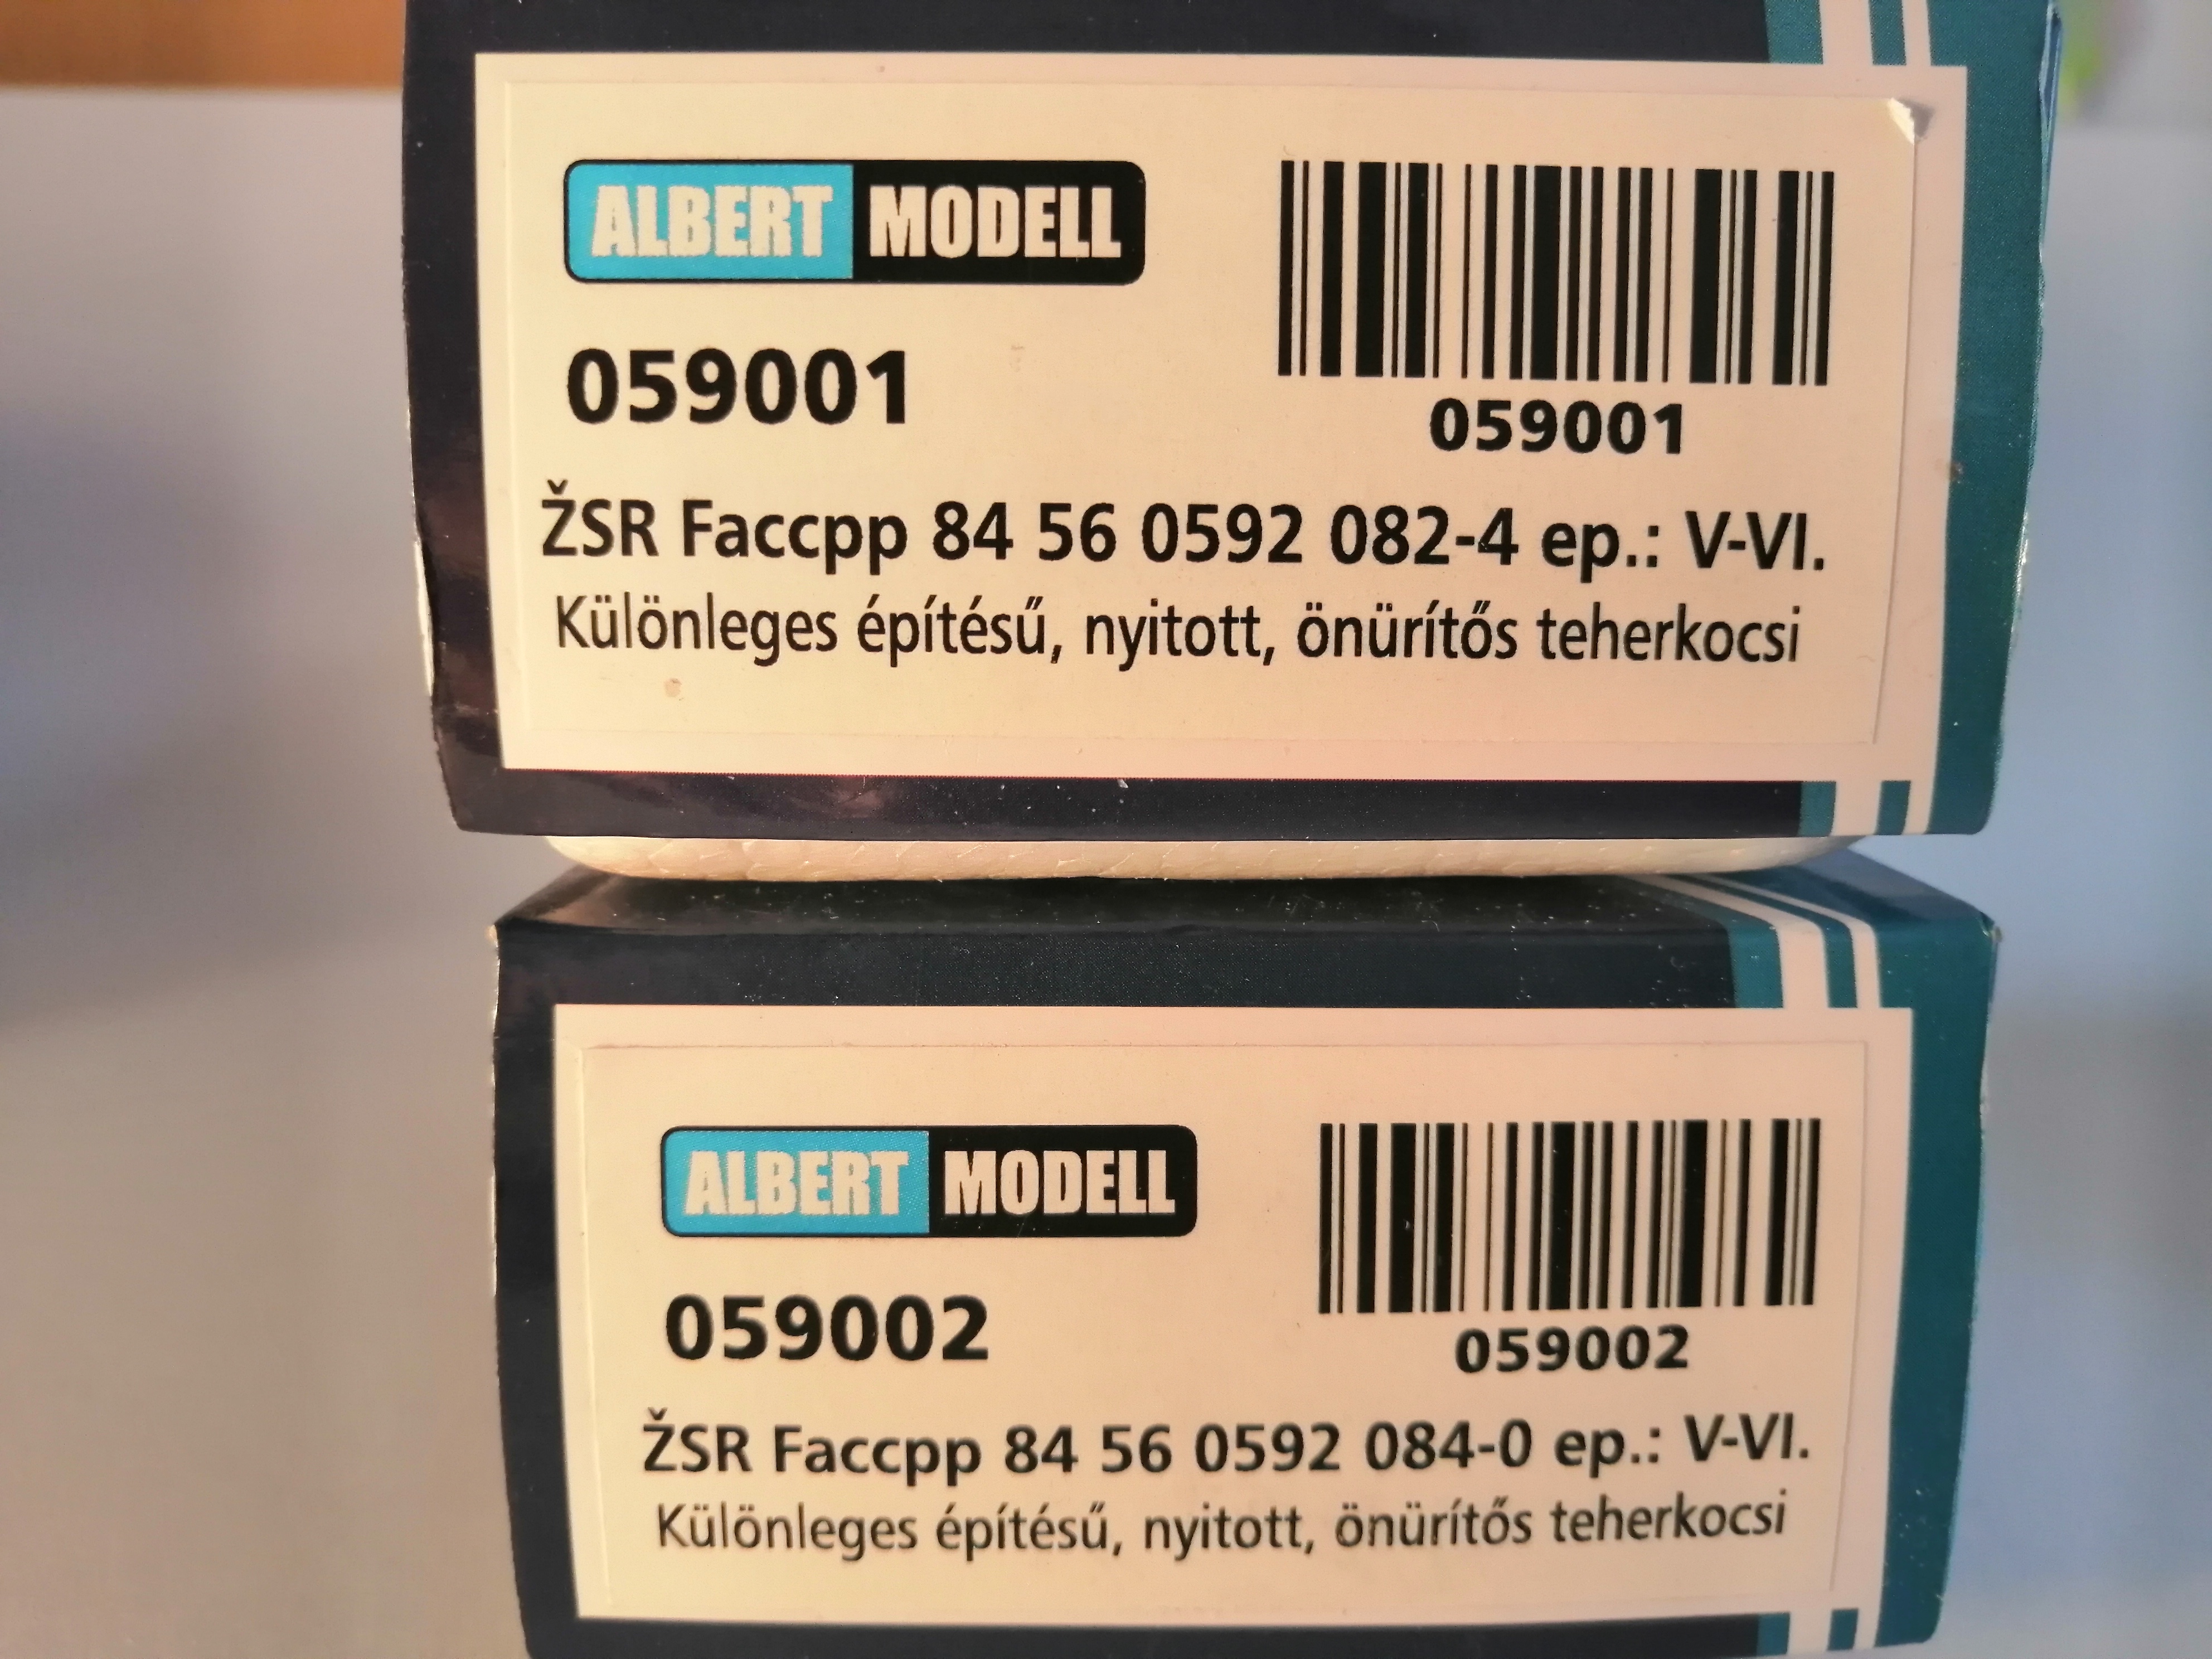 ALBERT MODELL
059001
059001
ŽSR Faccpp 84 56 0592 082-4 ep.: V-VI.
Különleges építésű, nyitott, önürítős teherkocsi
ALBERT MODELL
059002
059002
ŽSR Faccpp 84 56 0592 084-0 ep.: V-VI.
Különleges építésű, nyitott, önürítős teherkocsi